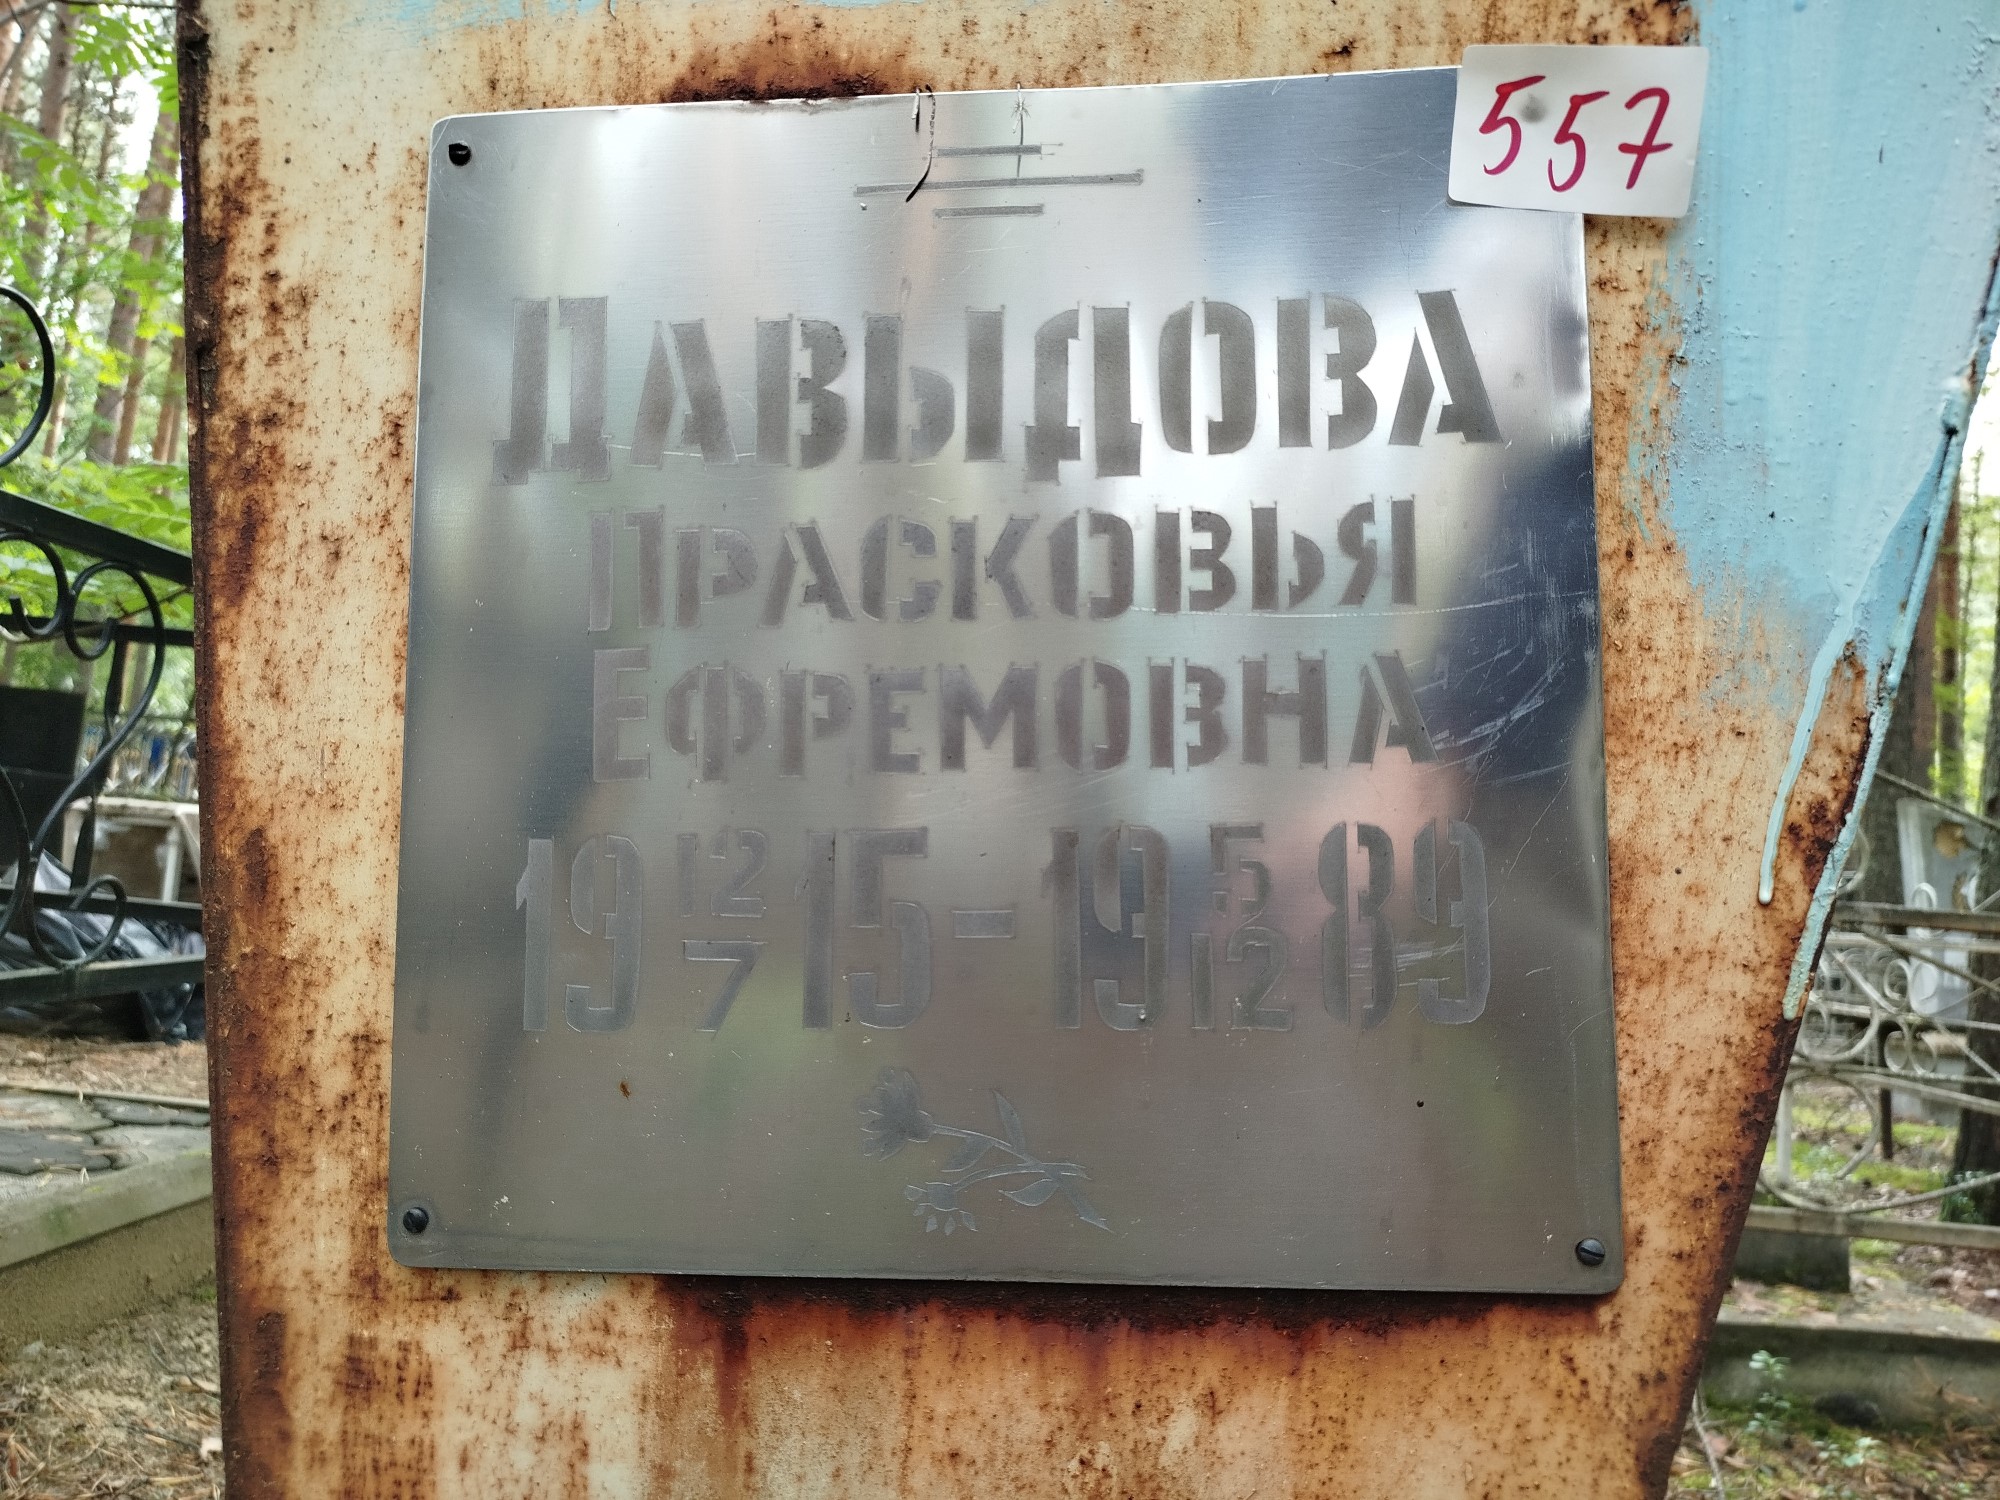 557
ДАВЫДОВА
ПРАСКОВЬЯ
ЕФРЕМОВНА
19 12/7 15 - 19 5/12 89